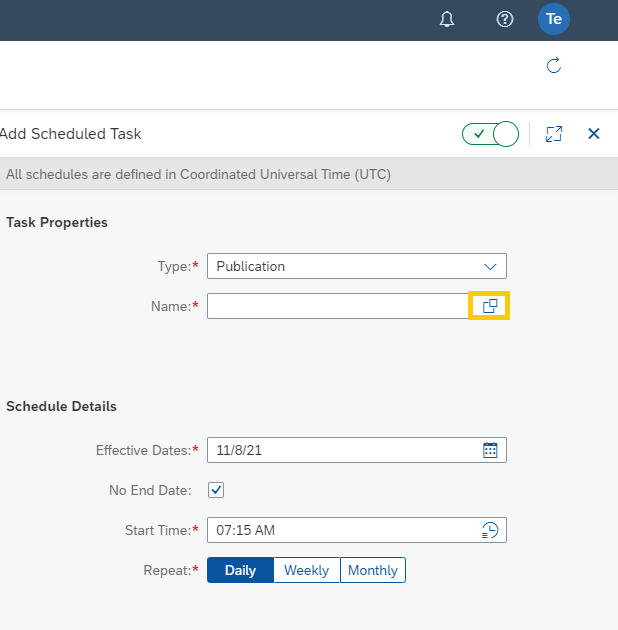 Te
Add Scheduled Task
All schedules are defined in Coordinated Universal Time (UTC)
Task Properties
Type:* Publication
Name:*
Schedule Details
Effective Dates:* 11/8/21
No End Date:
Start Time:* 07:15 AM
Repeat:* Daily Weekly Monthly